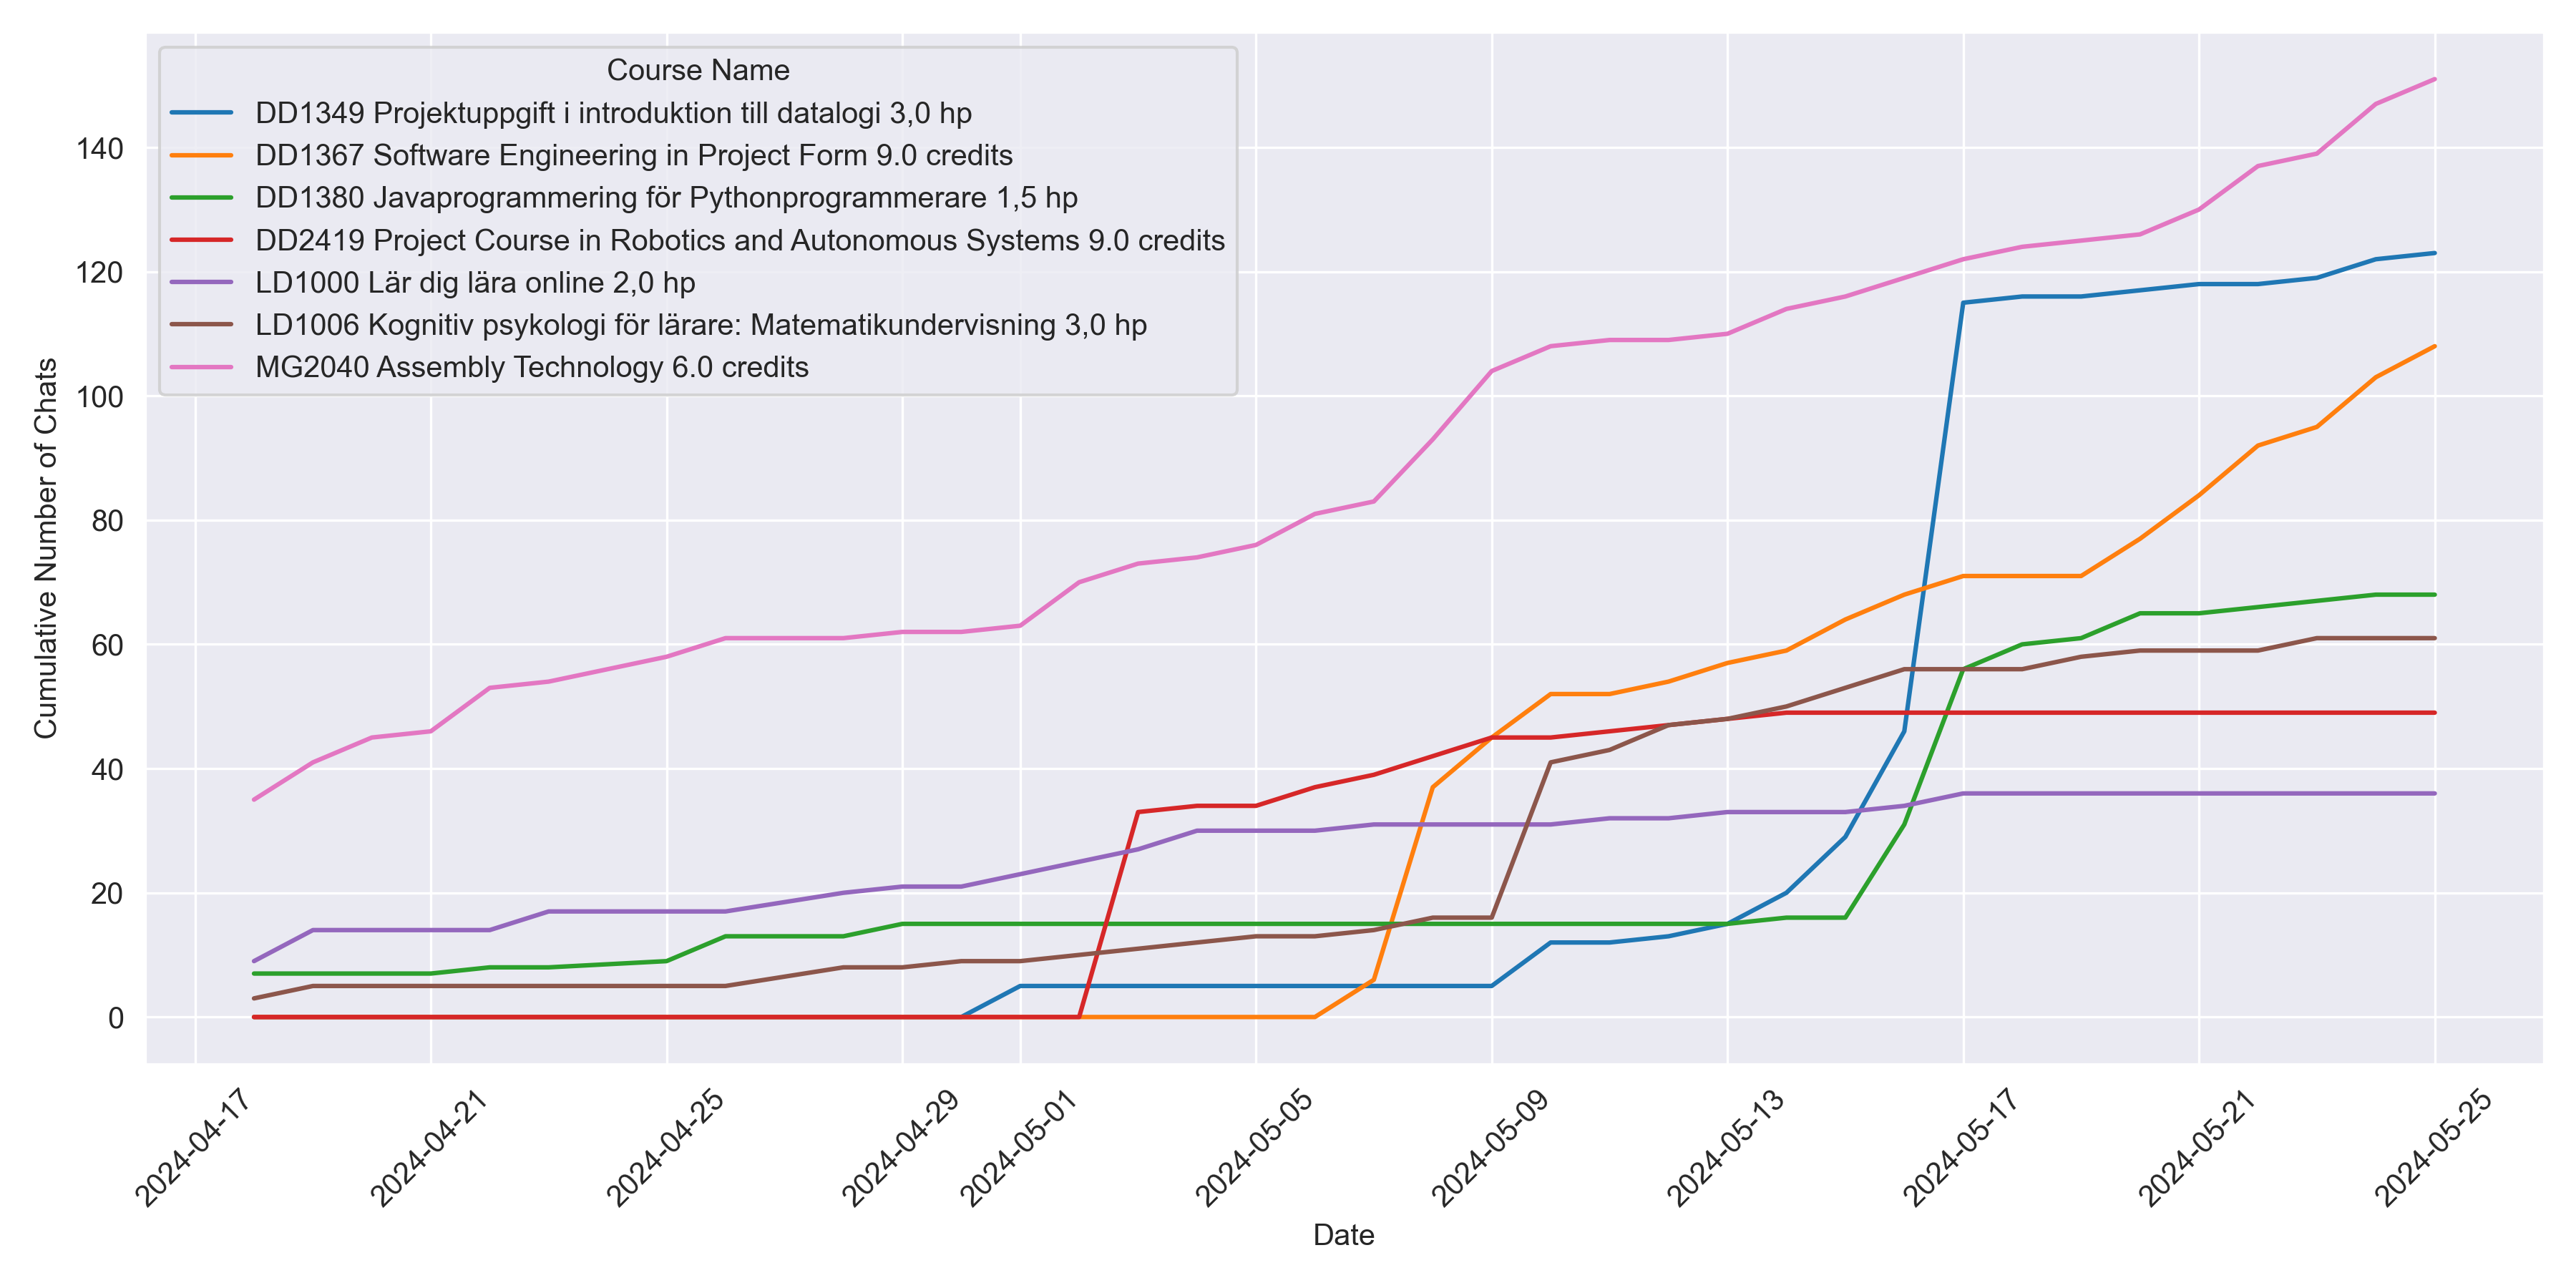 Course Name
DD1349 Projektuppgift i introduktion till datalogi 3,0 hp
DD1367 Software Engineering in Project Form 9.0 credits
DD1380 Javaprogrammering för Pythonprogrammerare 1,5 hp
DD2419 Project Course in Robotics and Autonomous Systems 9.0 credits
LD1000 Lär dig lära online 2,0 hp
LD1006 Kognitiv psykologi för lärare: Matematikundervisning 3,0 hp
MG2040 Assembly Technology 6.0 credits
Cumulative Number of Chats
140
120
100
80
60
40
20
0
2024-04-17
2024-04-21
2024-04-25
2024-04-29
2024-05-01
2024-05-05
2024-05-09
2024-05-13
2024-05-17
2024-05-21
2024-05-25
Date